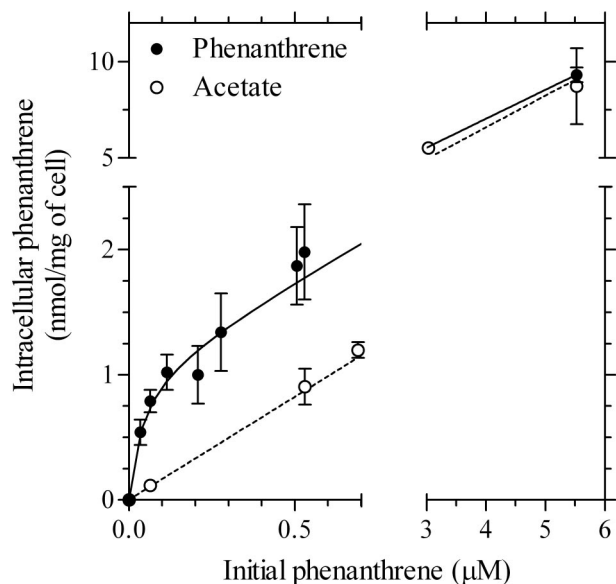 Phenanthrene
Acetate
Intracellular phenanthrene
(nmol/mg of cell)
10
5
2
1
0
0.0
0.5
3
4
5
6
Initial phenanthrene (μM)